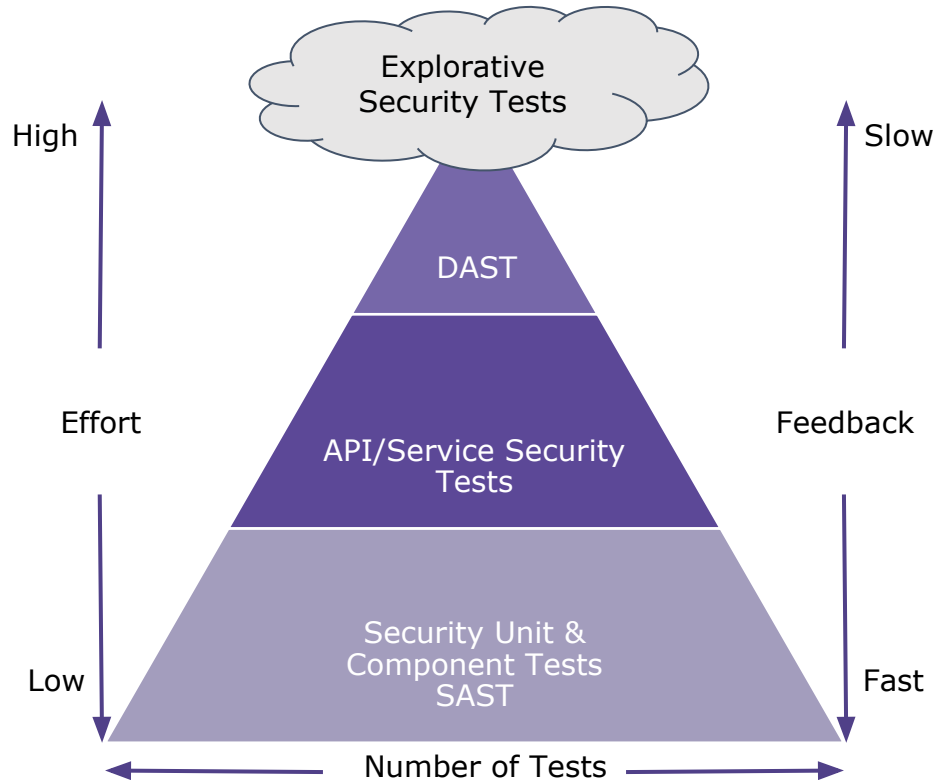 Explorative
Security Tests
High
Slow
DAST
Effort
Feedback
API/Service Security
Tests
Security Unit &
Component Tests
SAST
Low
Fast
Number of Tests